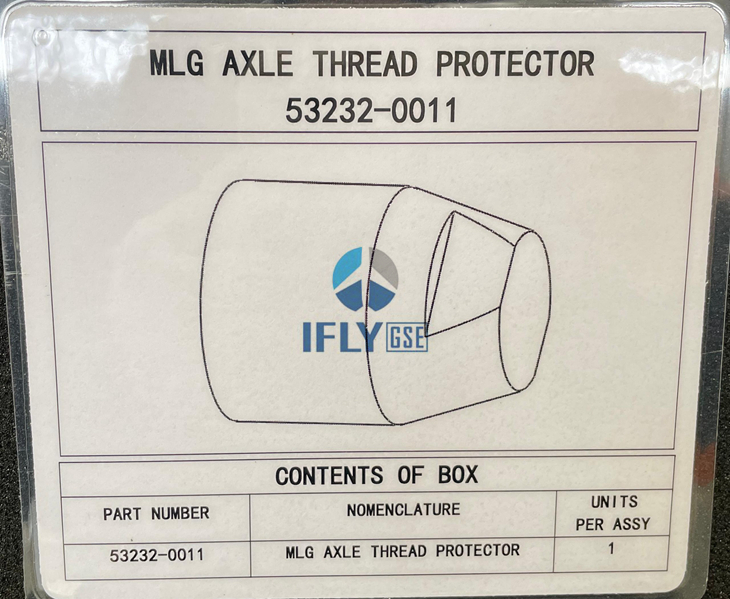 MLG AXLE THREAD PROTECTOR
53232-0011
IFLY GSE
CONTENTS OF BOX
PART NUMBER NOMENCLATURE UNITS PER ASSY
53232-0011 MLG AXLE THREAD PROTECTOR 1